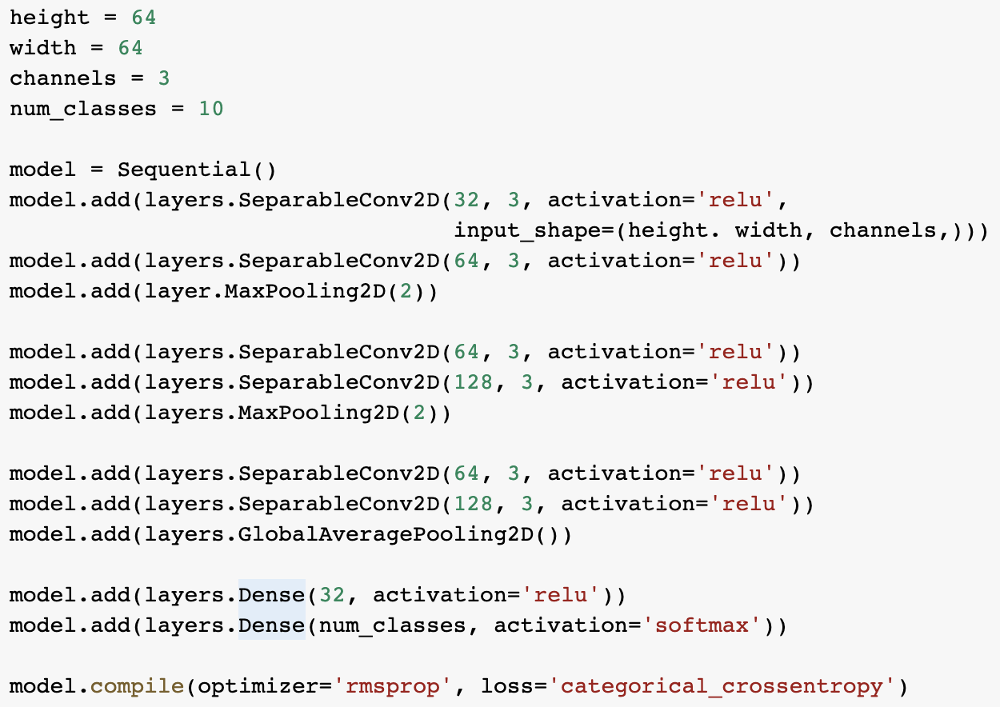 height = 64
width = 64
channels = 3
num_classes = 10

model = Sequential()
model.add(layers.SeparableConv2D(32, 3, activation='relu',
                                 input_shape=(height. width, channels,)))
model.add(layers.SeparableConv2D(64, 3, activation='relu'))
model.add(layer.MaxPooling2D(2))

model.add(layers.SeparableConv2D(64, 3, activation='relu'))
model.add(layers.SeparableConv2D(128, 3, activation='relu'))
model.add(layers.MaxPooling2D(2))

model.add(layers.SeparableConv2D(64, 3, activation='relu'))
model.add(layers.SeparableConv2D(128, 3, activation='relu'))
model.add(layers.GlobalAveragePooling2D())

model.add(layers.Dense(32, activation='relu'))
model.add(layers.Dense(num_classes, activation='softmax'))

model.compile(optimizer='rmsprop', loss='categorical_crossentropy')